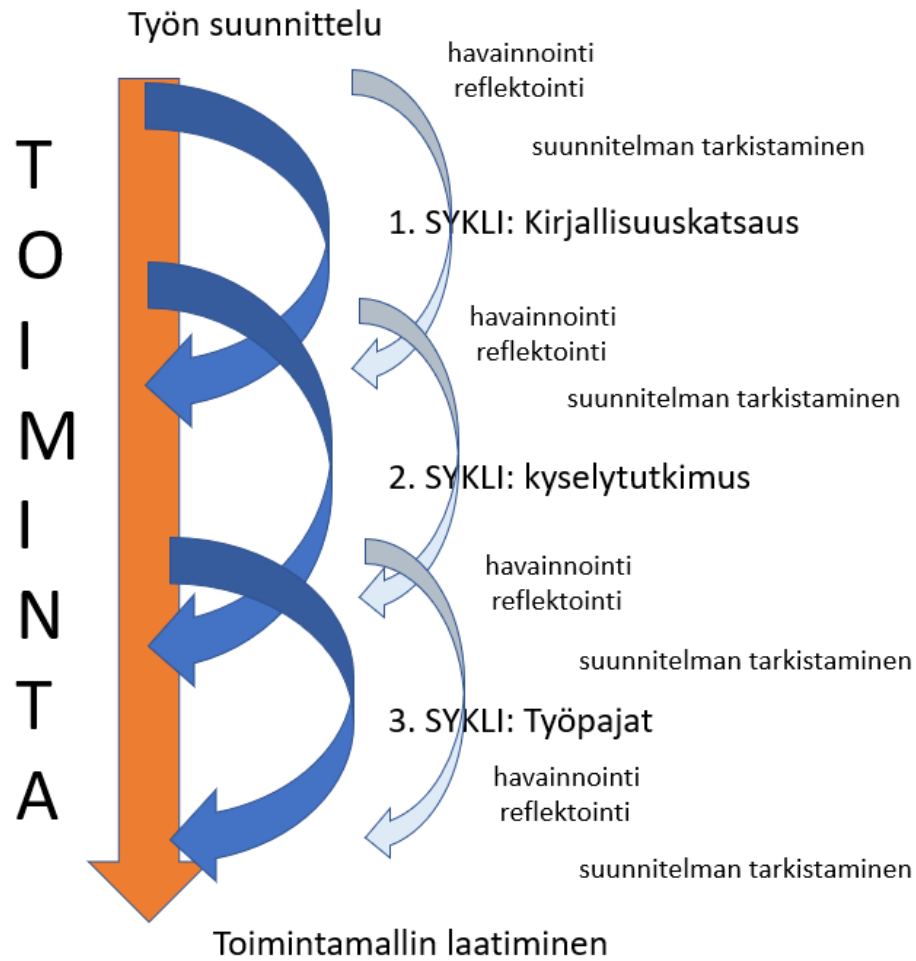 Työn suunnittelu
havainnointi
reflektointi
suunnitelman tarkistaminen
TOIMINTA
1. SYKLI: Kirjallisuuskatsaus
havainnointi
reflektointi
suunnitelman tarkistaminen
2. SYKLI: kyselytutkimus
havainnointi
reflektointi
suunnitelman tarkistaminen
3. SYKLI: Työpajat
havainnointi
reflektointi
suunnitelman tarkistaminen
Toimintamallin laatiminen